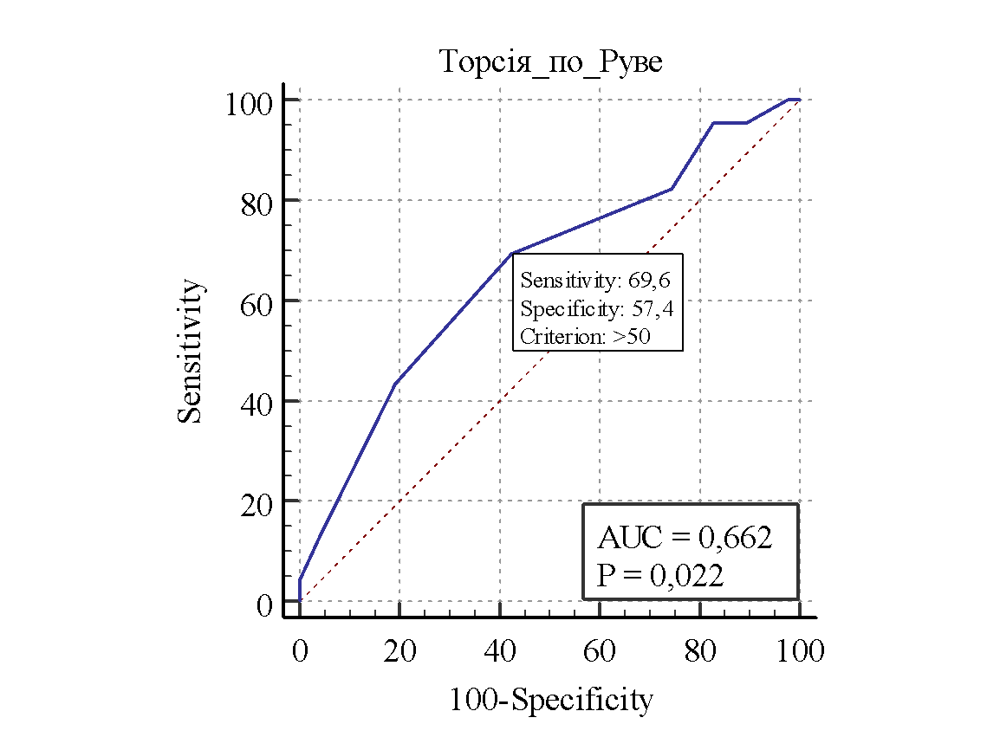 Торсія_по_Руве
100
80
60
40
20
0
Sensitivity
Sensitivity: 69,6
Specificity: 57,4
Criterion: >50
AUC = 0,662
P = 0,022
0 20 40 60 80 100
100-Specificity